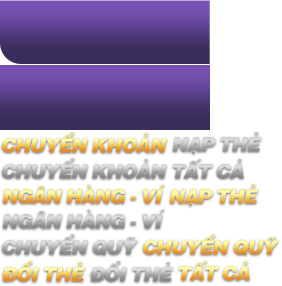 CHUYỂN KHOẢN NẠP THẺ
CHUYỂN KHOẢN TẤT CẢ
NGÂN HÀNG - VÍ NẠP THẺ
NGÂN HÀNG - VÍ
CHUYỂN QUỸ CHUYỂN QUỸ
ĐỔI THẺ ĐỔI THẺ TẤT CẢ